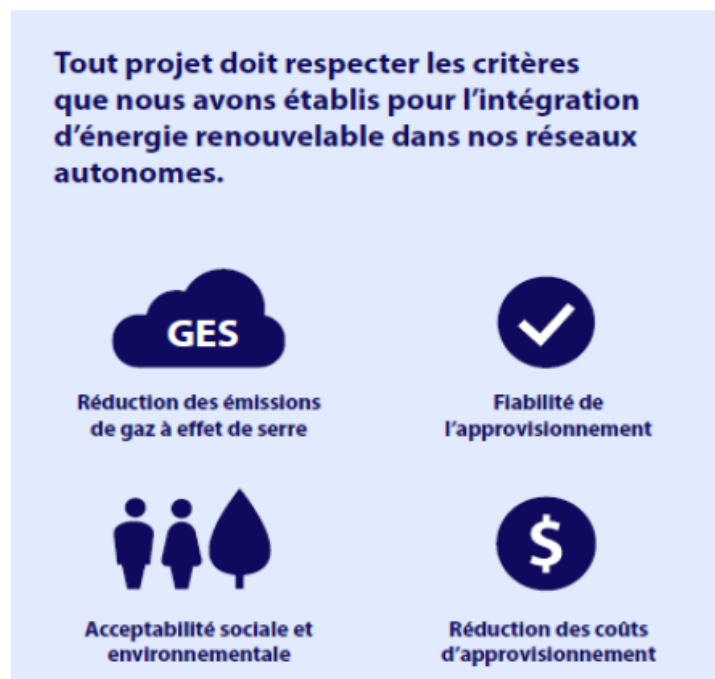 Tout projet doit respecter les critères
que nous avons établis pour l'intégration
d'énergie renouvelable dans nos réseaux
autonomes.
GES
Réduction des émissions
de gaz à effet de serre
Fiabilité de
l'approvisionnement
Acceptabilité sociale et
environnementale
$
Réduction des coûts
d'approvisionnement